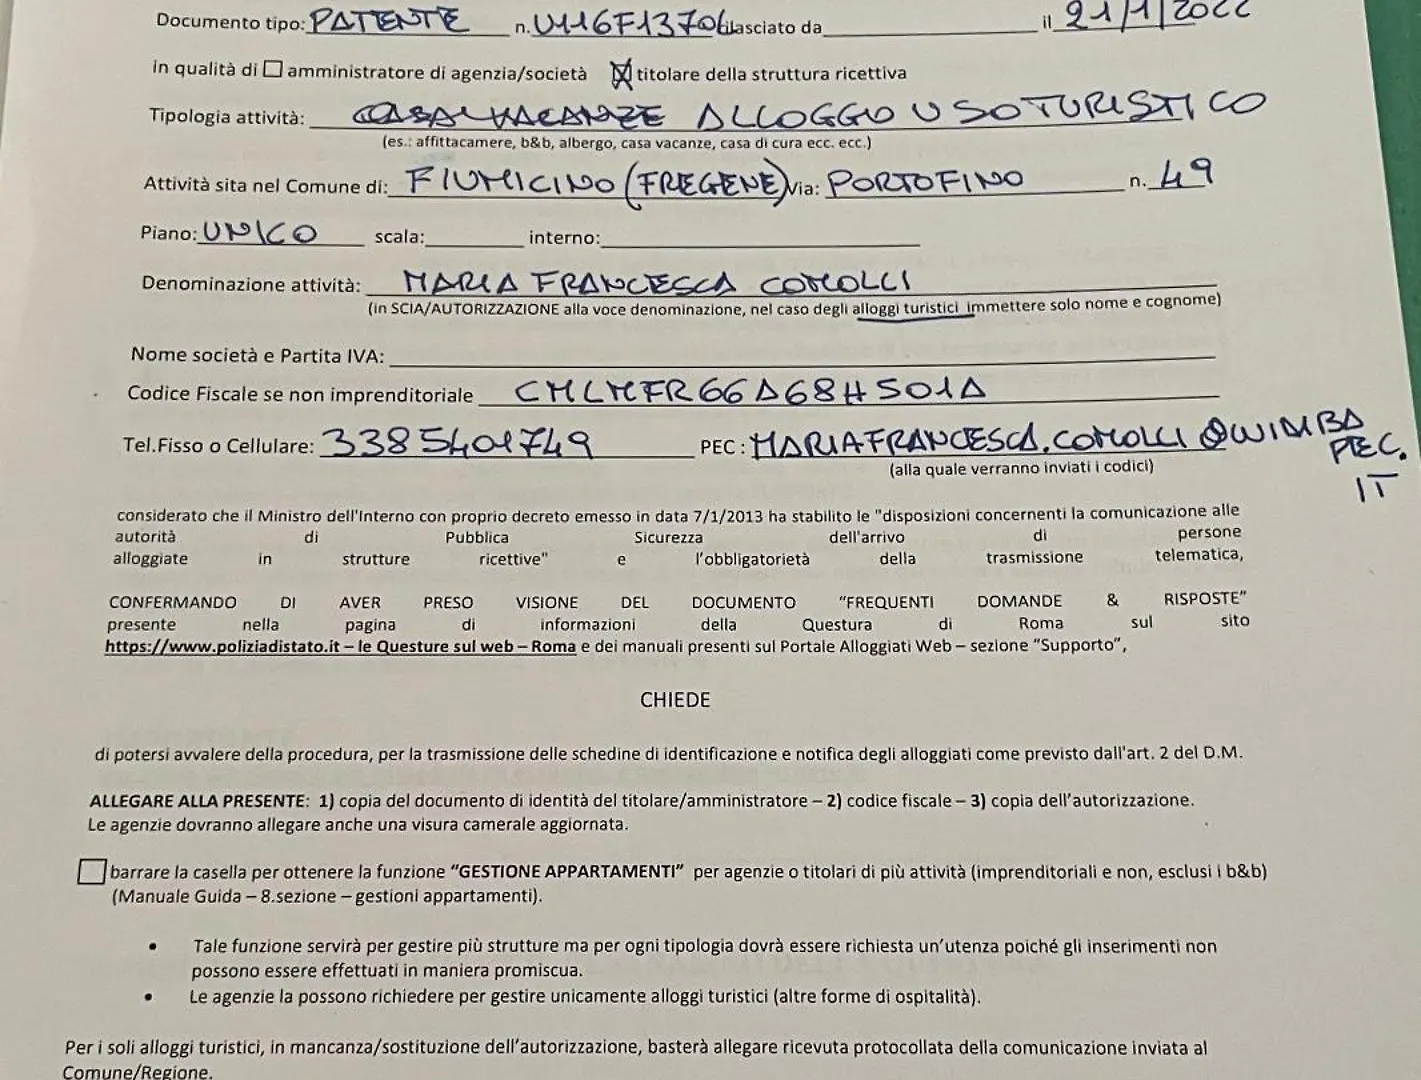 Documento tipo: PATENTE n. U116F1370 rilasciato da il 21/1/2022
in qualità di amministratore di agenzia/società X titolare della struttura ricettiva
Tipologia attività: CASA VACANZE ALLOGGIO USO TURISTICO
(es.: affittacamere, b&b, albergo, casa vacanze, casa di cura ecc. ecc.)
Attività sita nel Comune di: FIUMICINO (FREGENE) Via: PORTOFINO n. 49
Piano: UNICO scala: interno:
Denominazione attività: MARIA FRANCESCA COMOLLI
(in SCIA/AUTORIZZAZIONE alla voce denominazione, nel caso degli alloggi turistici immettere solo nome e cognome)
Nome società e Partita IVA:
Codice Fiscale se non imprenditoriale CMLMFR66A68H501A
Tel.Fisso o Cellulare: 3385401749 PEC: MARIAFRANCESCA.COMOLLI@WIMBA
PEC.
IT
(alla quale verranno inviati i codici)
considerato che il Ministro dell'Interno con proprio decreto emesso in data 7/1/2013 ha stabilito le "disposizioni concernenti la comunicazione alle
autorità di Pubblica Sicurezza dell'arrivo di persone
alloggiate in strutture ricettive" e l'obbligatorietà della trasmissione telematica,
CONFERMANDO DI AVER PRESO VISIONE DEL DOCUMENTO "FREQUENTI DOMANDE & RISPOSTE"
presente nella pagina di informazioni della Questura di Roma sul sito
https://www.poliziadistato.it – le Questure sul web – Roma e dei manuali presenti sul Portale Alloggiati Web – sezione "Supporto",
CHIEDE
di potersi avvalere della procedura, per la trasmissione delle schedine di identificazione e notifica degli alloggiati come previsto dall'art. 2 del D.M.
ALLEGARE ALLA PRESENTE: 1) copia del documento di identità del titolare/amministratore – 2) codice fiscale – 3) copia dell'autorizzazione.
Le agenzie dovranno allegare anche una visura camerale aggiornata.
barrare la casella per ottenere la funzione "GESTIONE APPARTAMENTI" per agenzie o titolari di più attività (imprenditoriali e non, esclusi i b&b)
(Manuale Guida – 8.sezione – gestioni appartamenti).
• Tale funzione servirà per gestire più strutture ma per ogni tipologia dovrà essere richiesta un'utenza poiché gli inserimenti non
possono essere effettuati in maniera promiscua.
• Le agenzie la possono richiedere per gestire unicamente alloggi turistici (altre forme di ospitalità).
Per i soli alloggi turistici, in mancanza/sostituzione dell'autorizzazione, basterà allegare ricevuta protocollata della comunicazione inviata al
Comune/Regione.